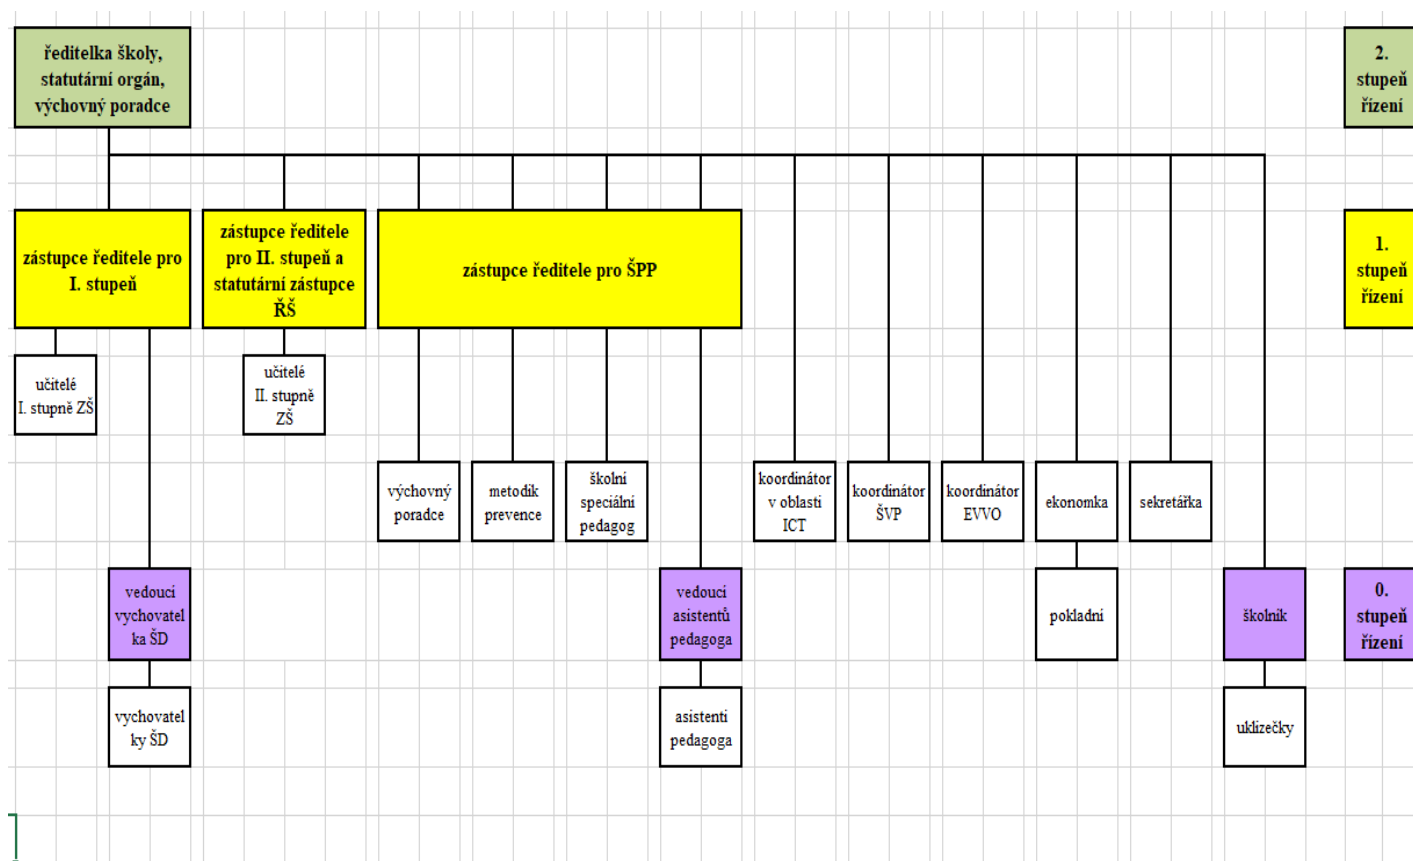 ředitelka školy,
statutární orgán,
výchovný poradce
2.
stupeň
řízení
zástupce ředitele pro
I. stupeň
zástupce ředitele
pro II. stupeň a
statutární zástupce
ŘŠ
zástupce ředitele pro ŠPP
1.
stupeň
řízení
učitelé
I. stupně ZŠ
učitelé
II. stupně
ZŠ
výchovný
poradce
metodik
prevence
školní
speciální
pedagog
koordinátor
v oblasti
ICT
koordinátor
ŠVP
koordinátor
EVVO
ekonomka
sekretářka
vedoucí
vychovatel
ka ŠD
vedoucí
asistentů
pedagoga
pokladní
školník
0.
stupeň
řízení
vychovatel
ky ŠD
asistenti
pedagoga
uklízečky